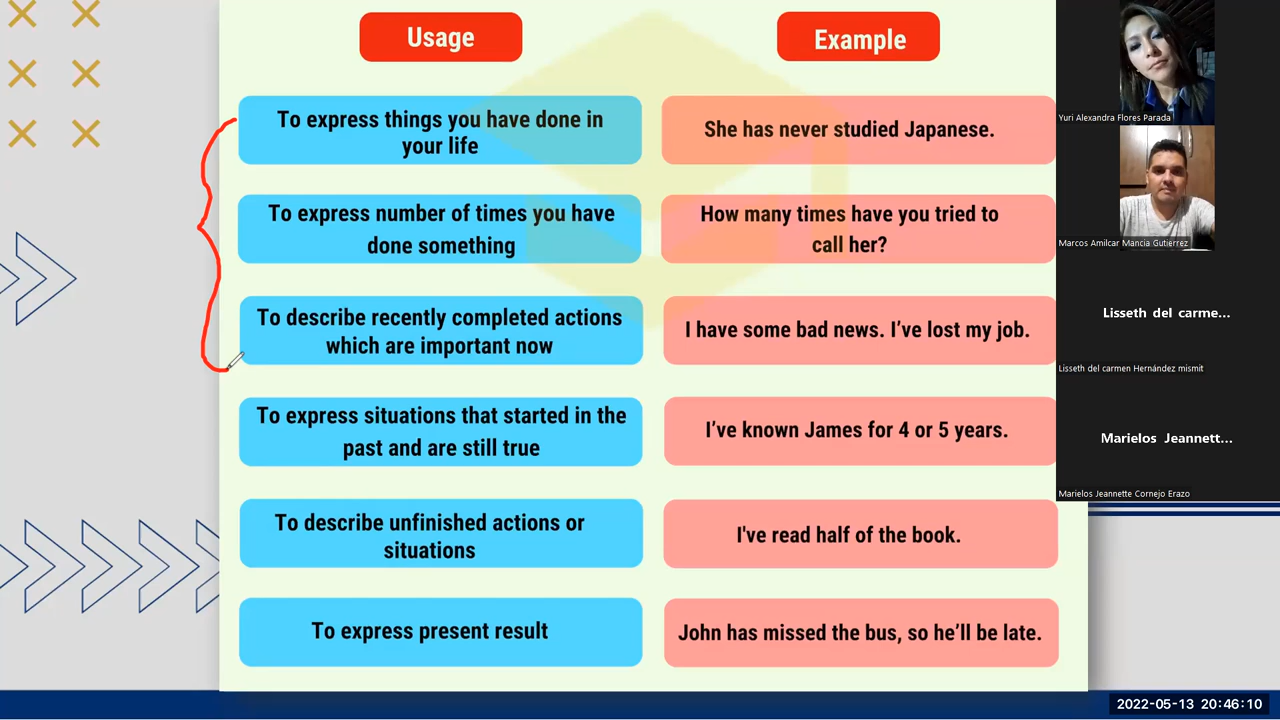 Usage
Example
To express things you have done in
your life
She has never studied Japanese.
To express number of times you have
done something
How many times have you tried to
call her?
To describe recently completed actions
which are important now
I have some bad news. I've lost my job.
To express situations that started in the
past and are still true
I've known James for 4 or 5 years.
To describe unfinished actions or
situations
I've read half of the book.
To express present result
John has missed the bus, so he'll be late.
Yuri Alexandra Flores Parada
Marcos Amilcar Mancia Gutierrez
Lisseth del carme...
Lisseth del carmen Hernández mismit
Marielos Jeannett...
Marielos Jeannette Cornejo Erazo
2022-05-13 20:46:10